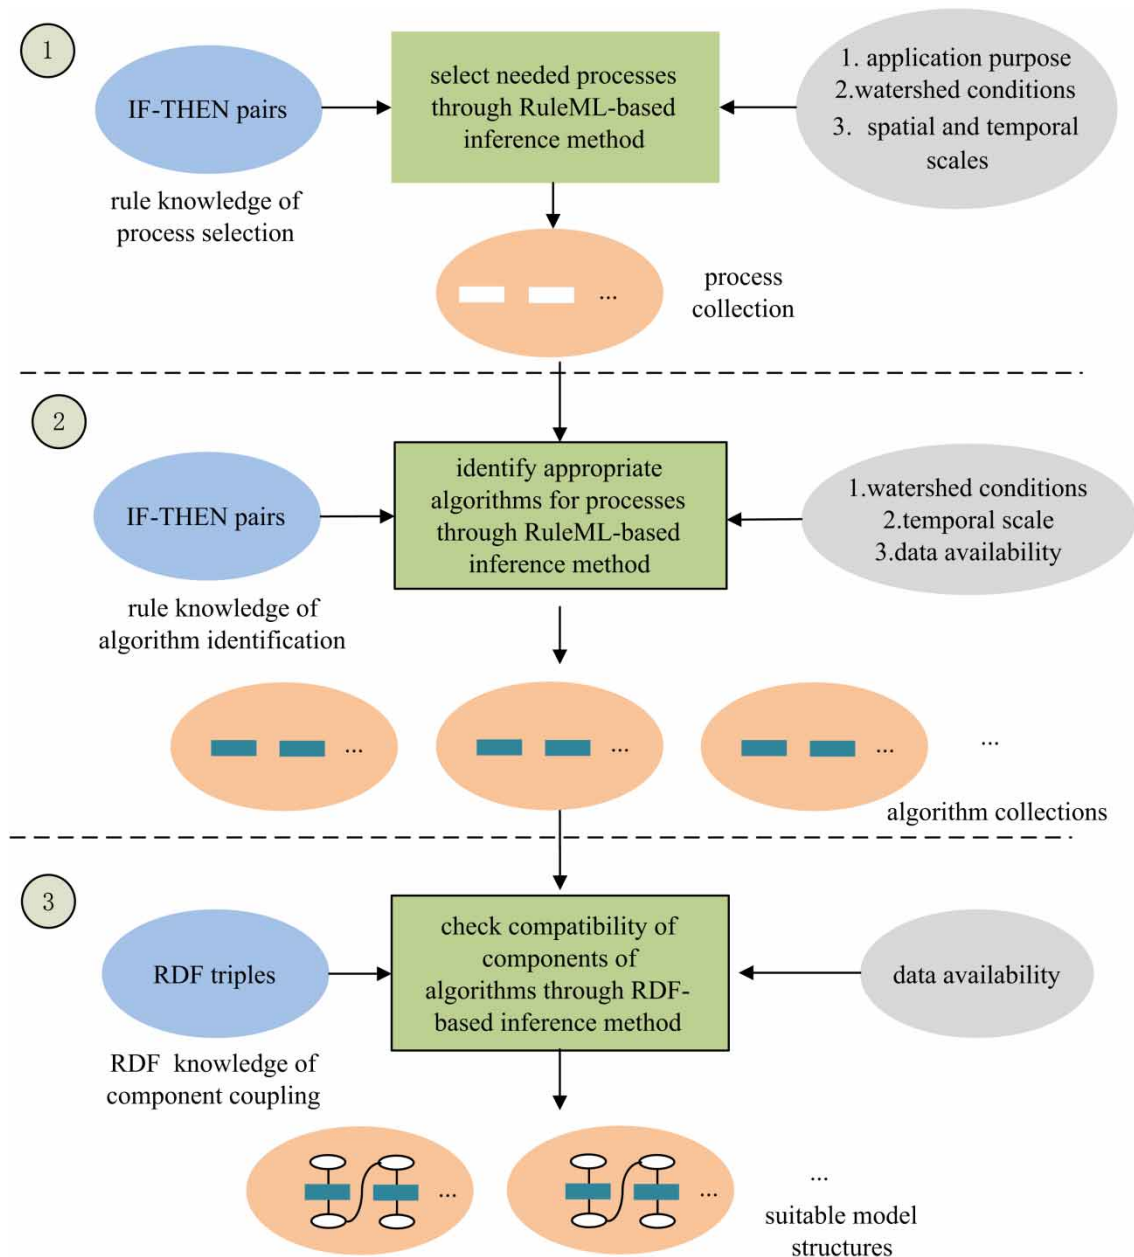 1
IF-THEN pairs
rule knowledge of
process selection
select needed processes
through RuleML-based
inference method
1. application purpose
2.watershed conditions
3. spatial and temporal
scales
...
process
collection
2
IF-THEN pairs
rule knowledge of
algorithm identification
identify appropriate
algorithms for processes
through RuleML-based
inference method
1.watershed conditions
2.temporal scale
3.data availability
...
...
...
...
algorithm collections
3
RDF triples
RDF knowledge of
component coupling
check compatibility of
components of
algorithms through RDF-
based inference method
data availability
...
...
...
suitable model
structures